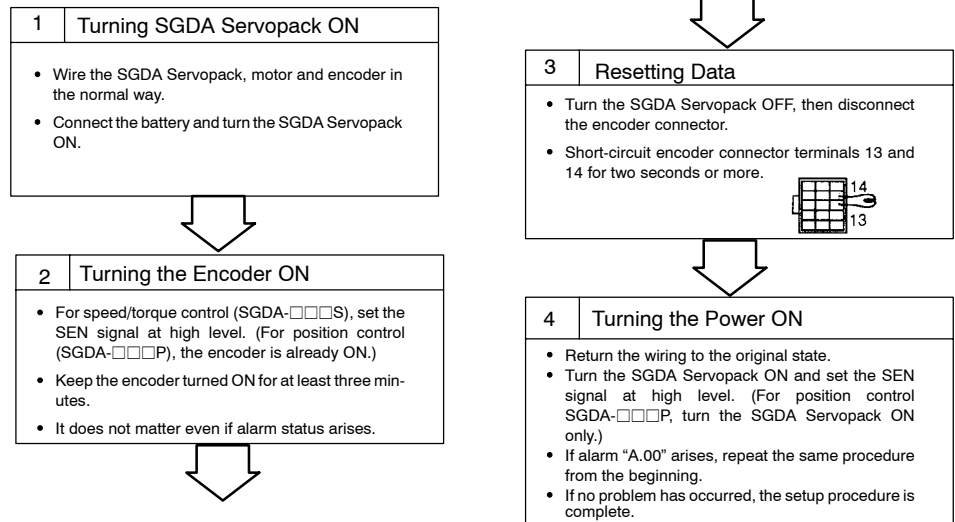 1 Turning SGDA Servopack ON
• Wire the SGDA Servopack, motor and encoder in
the normal way.
• Connect the battery and turn the SGDA Servopack
ON.
2 Turning the Encoder ON
• For speed/torque control (SGDA-□□□S), set the
SEN signal at high level. (For position control
(SGDA-□□□P), the encoder is already ON.)
• Keep the encoder turned ON for at least three min-
utes.
• It does not matter even if alarm status arises.
3 Resetting Data
• Turn the SGDA Servopack OFF, then disconnect
the encoder connector.
• Short-circuit encoder connector terminals 13 and
14 for two seconds or more.
14
13
4 Turning the Power ON
• Return the wiring to the original state.
• Turn the SGDA Servopack ON and set the SEN
signal at high level. (For position control
SGDA-□□□P, turn the SGDA Servopack ON
only.)
• If alarm “A.00” arises, repeat the same procedure
from the beginning.
• If no problem has occurred, the setup procedure is
complete.